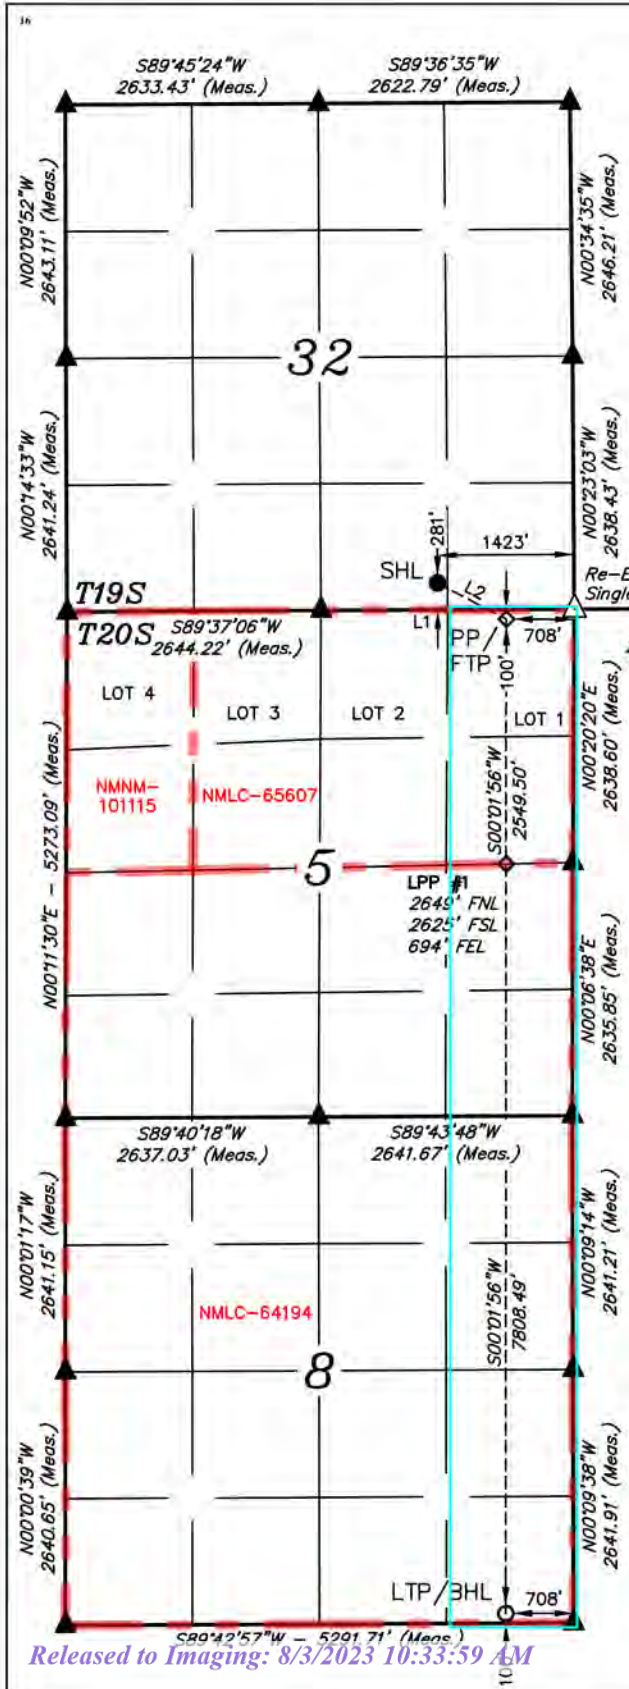 16
S89°45'24"W
2633.43' (Meas.)
S89°36'35"W
2622.79' (Meas.)
N00°09'52"W
2643.11' (Meas.)
N00°34'35"W
2646.21' (Meas.)
32
N00°14'33"W
2641.24' (Meas.)
N00°23'03"W
2638.43' (Meas.)
281'
1423'
SHL
L2
Re-E
Single
T19S
T20S
S89°37'06"W
2644.22' (Meas.)
L1
PP/
FTP
708'
100'
LOT 4
LOT 3
LOT 2
LOT 1
N00°20'20"E
2638.60' (Meas.)
NMNM-
101115
NMLC-65607
S00°01'56"W
2549.50'
N00°11'30"E - 5273.09' (Meas.)
5
LPP #1
2649' FNL
2625' FSL
694' FEL
N00°06'38"E
2635.85' (Meas.)
S89°40'18"W
2637.03' (Meas.)
S89°43'48"W
2641.67' (Meas.)
N00°01'17"W
2641.15' (Meas.)
N00°09'14"W
2641.21' (Meas.)
NMLC-64194
S00°01'56"W
7808.49'
8
N00°00'39"W
2640.65' (Meas.)
N00°09'38"W
2641.91' (Meas.)
LTP/BHL
708'
S89°42'57"W - 5291.71' (Meas.)
Released to Imaging: 8/3/2023 10:33:59 AM